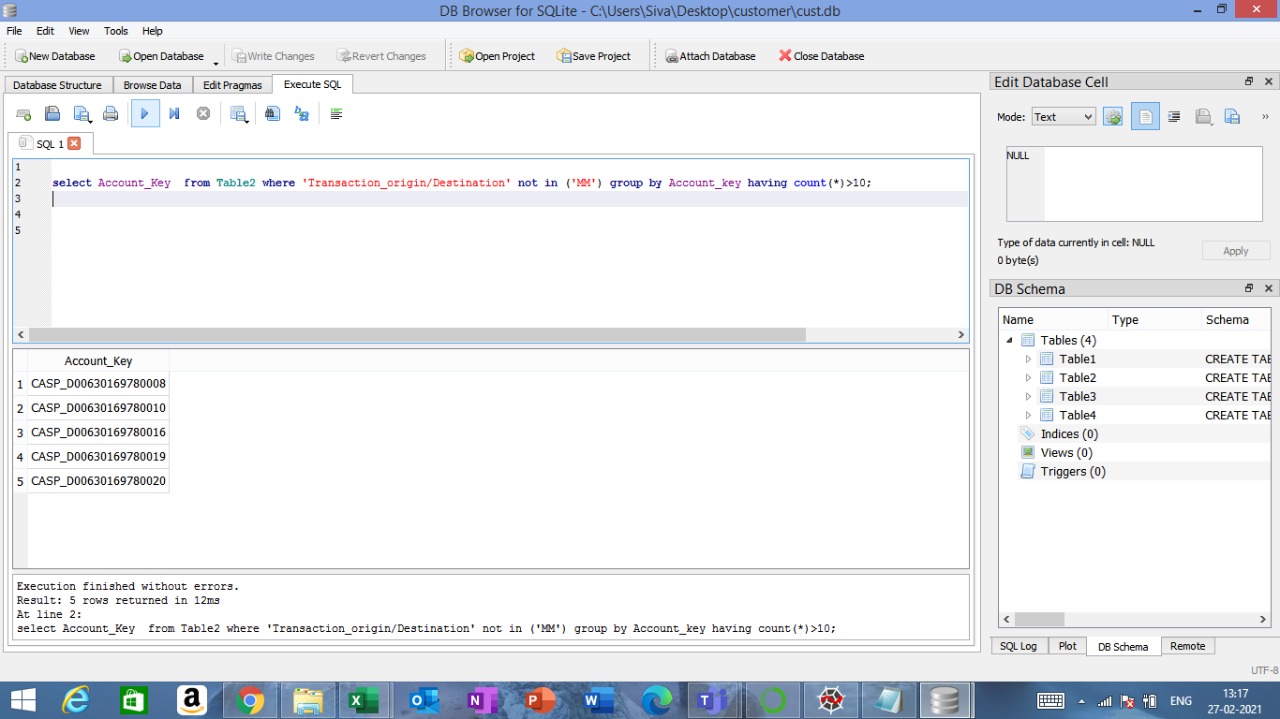 DB Browser for SQLite - C:\Users\Siva\Desktop\customer\cust.db
File Edit View Tools Help
New Database Open Database Write Changes Revert Changes Open Project Save Project Attach Database Close Database
Database Structure Browse Data Edit Pragmas Execute SQL
SQL 1
1
2 select Account_Key  from Table2 where 'Transaction_origin/Destination' not in ('MM') group by Account_key having count(*)>10;
3
4
5
Account_Key
1 CASP_D00630169780008
2 CASP_D00630169780010
3 CASP_D00630169780016
4 CASP_D00630169780019
5 CASP_D00630169780020
Execution finished without errors.
Result: 5 rows returned in 12ms
At line 2:
select Account_Key  from Table2 where 'Transaction_origin/Destination' not in ('MM') group by Account_key having count(*)>10;
Edit Database Cell
Mode: Text
NULL
Type of data currently in cell: NULL
0 byte(s)
Apply
DB Schema
Name Type Schema
Tables (4)
Table1 CREATE TAB
Table2 CREATE TAB
Table3 CREATE TAB
Table4 CREATE TAB
Indices (0)
Views (0)
Triggers (0)
SQL Log Plot DB Schema Remote
UTF-8
ENG
13:17
27-02-2021